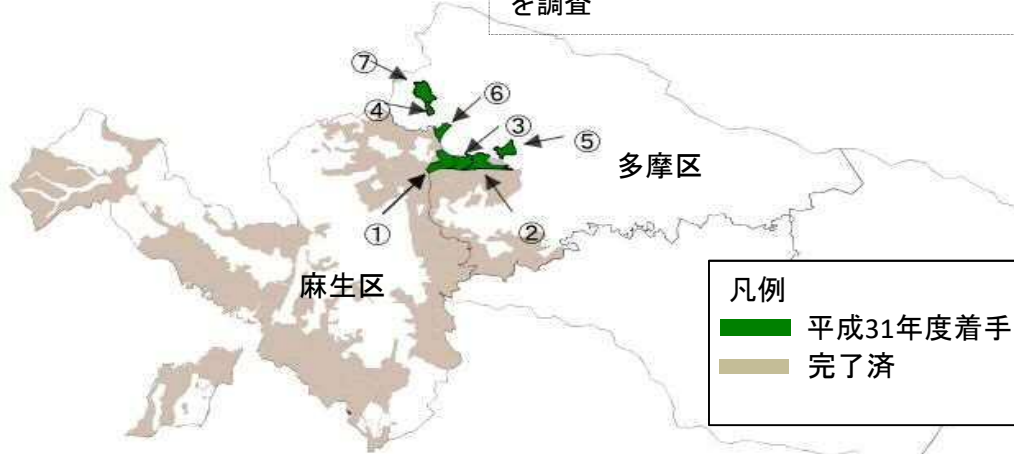 を調査
⑦
⑥
④
③
⑤
多摩区
①
②
麻生区
凡例
平成31年度着手
完了済